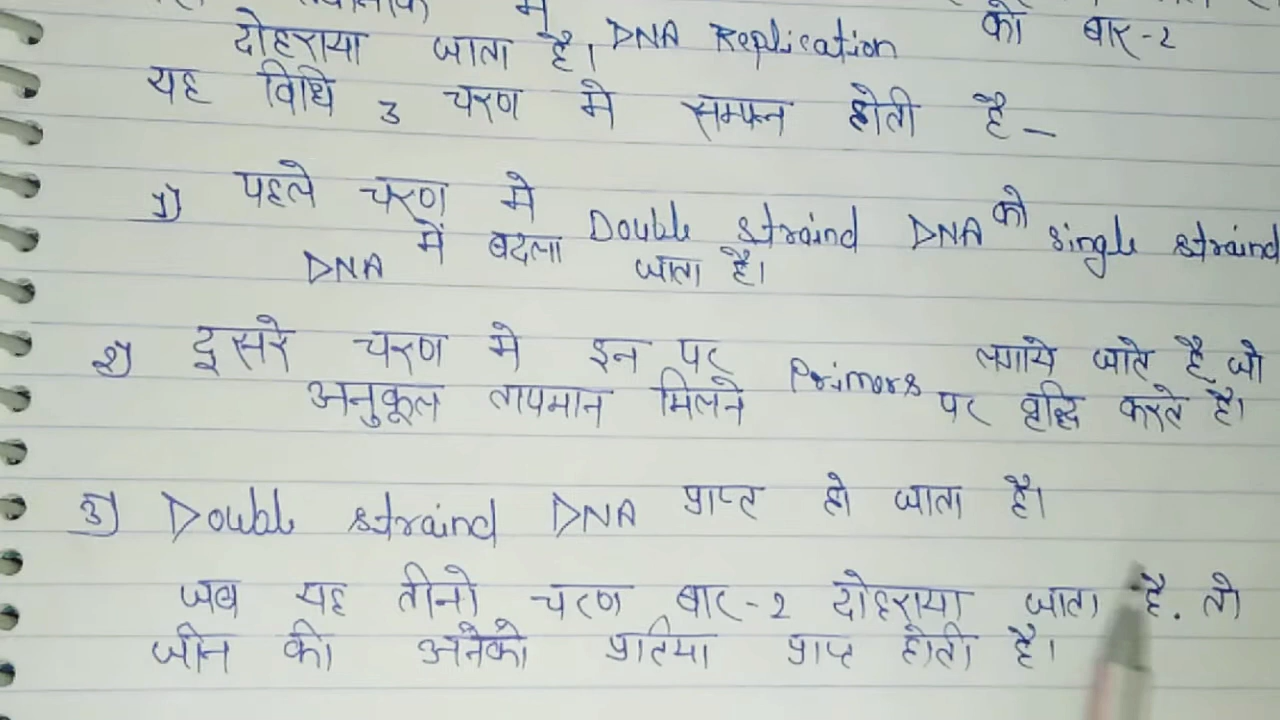 में
दोहराया जाता है। DNA Replication को बार-2
यह विधि 3 चरण मे सम्पन्न होती है –
1) पहले चरण मे Double straind DNA को single straind
DNA में बदला जाता है।
2) दुसरे चरण मे इन पर Primors लगाये जाते है, जो
अनुकूल तापमान मिलने पर वृद्धि करते है।
3) Double straind DNA प्राप्त हो जाता है।
जब यह तीनो चरण बार-2 दोहराया जाता है. तो
जीन की अनेको प्रतिया प्राप्त होती है।